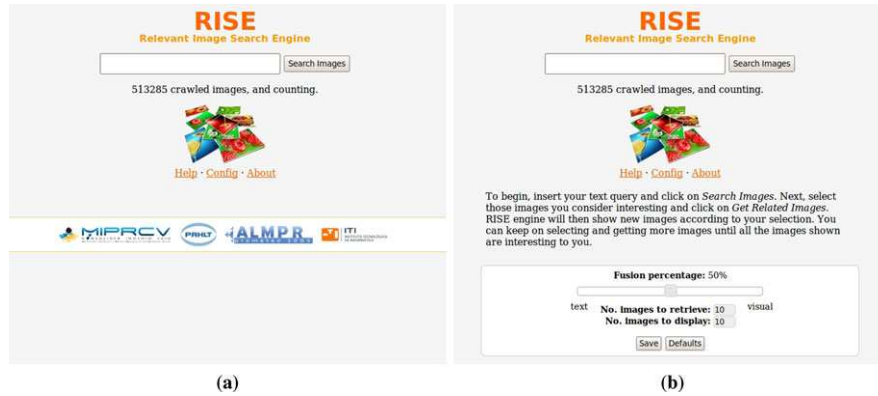 RISE
Relevant Image Search Engine
Search Images
513285 crawled images, and counting.
Help · Config · About
MIPRCV
PRHLT
iALMPR
ITI
(a)
RISE
Relevant Image Search Engine
Search Images
513285 crawled images, and counting.
Help · Config · About
To begin, insert your text query and click on Search Images. Next, select
those images you consider interesting and click on Get Related Images.
RISE engine will then show new images according to your selection. You
can keep on selecting and getting more images until all the images shown
are interesting to you.
Fusion percentage: 50%
text visual
No. images to retrieve: 10
No. images to display: 10
Save Defaults
(b)